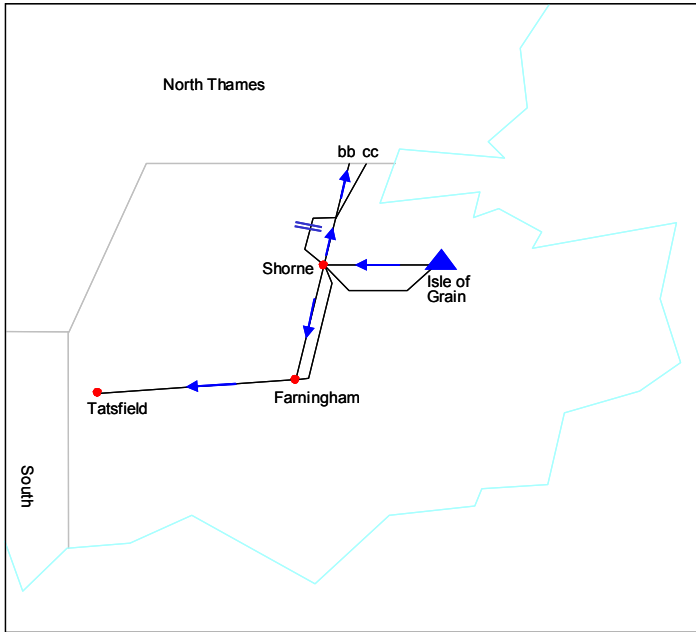 North Thames
bb cc
Shorne
Isle of
Grain
Farningham
Tatsfield
South